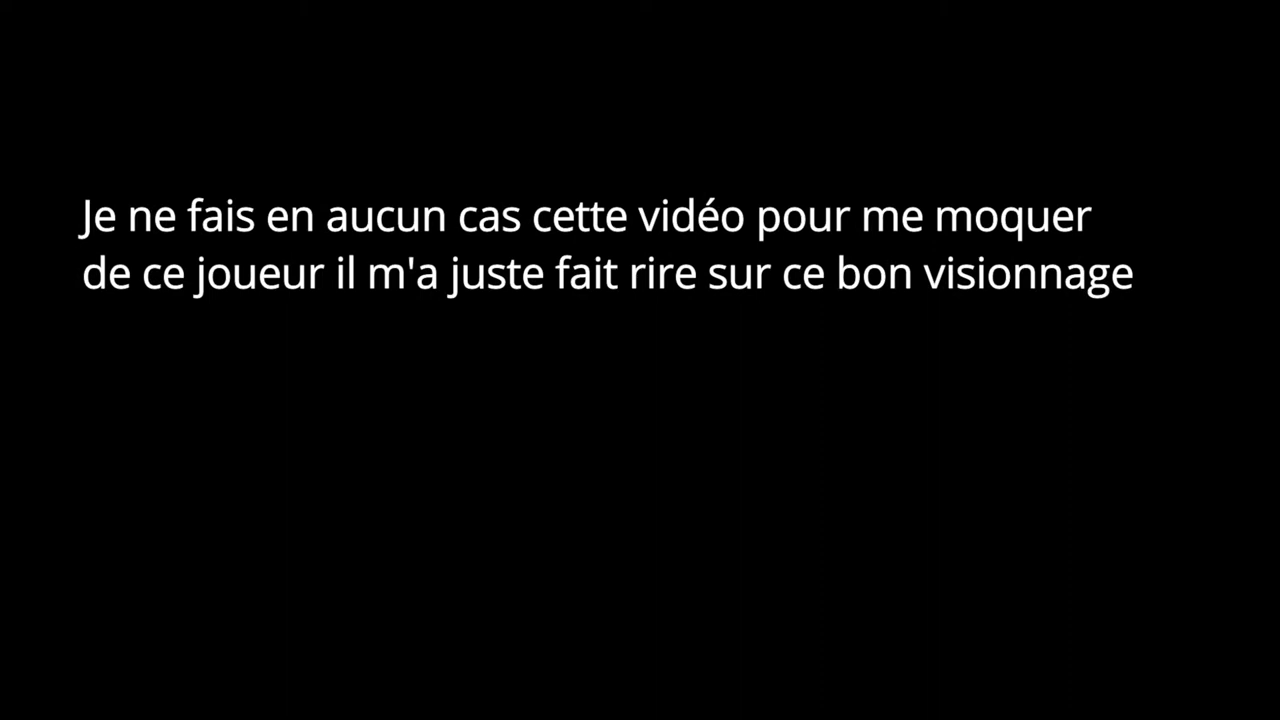 Je ne fais en aucun cas cette vidéo pour me moquer
de ce joueur il m'a juste fait rire sur ce bon visionnage